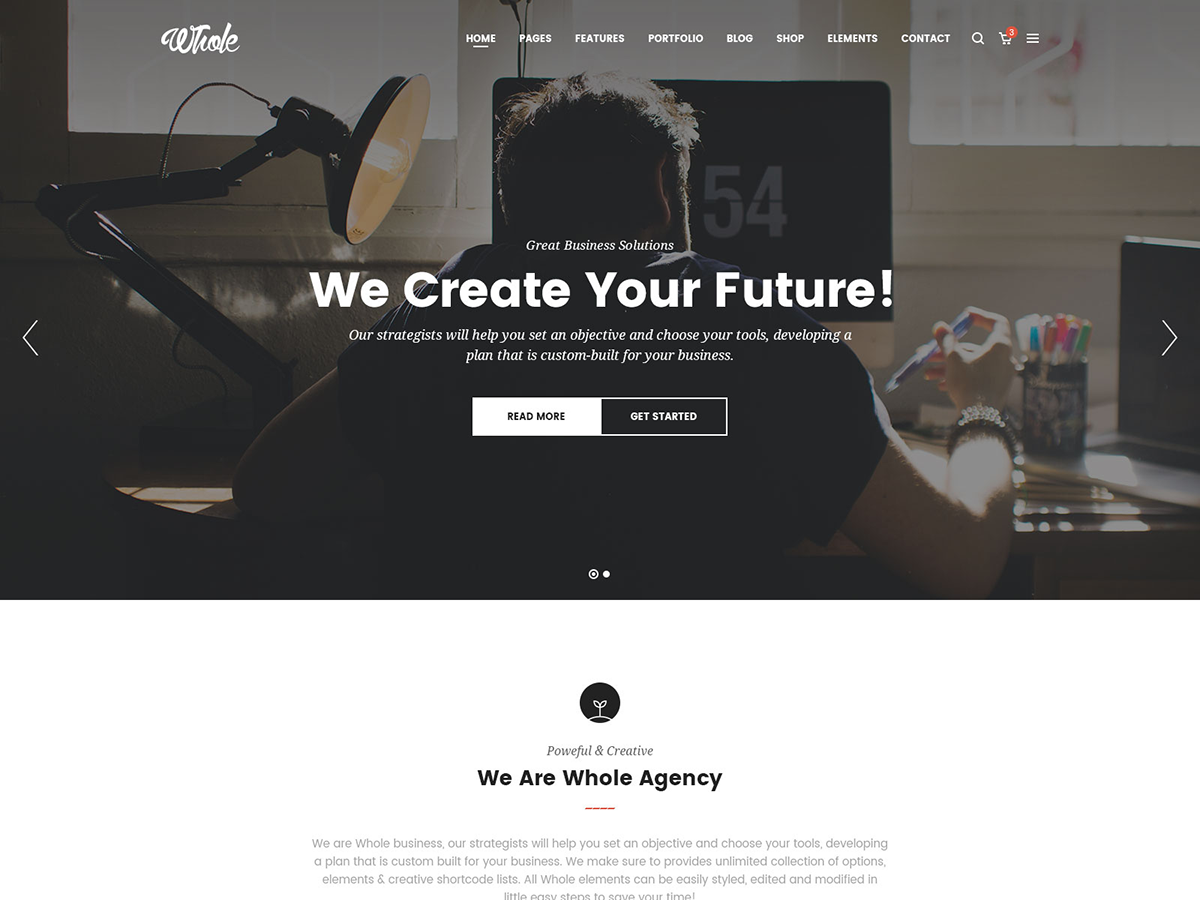 Whole
HOME PAGES FEATURES PORTFOLIO BLOG SHOP ELEMENTS CONTACT 3
54
Great Business Solutions
We Create Your Future!
Our strategists will help you set an objective and choose your tools, developing a
plan that is custom-built for your business.
READ MORE GET STARTED
Poweful & Creative
We Are Whole Agency
We are Whole business, our strategists will help you set an objective and choose your tools, developing
a plan that is custom built for your business. We make sure to provides unlimited collection of options,
elements & creative shortcode lists. All Whole elements can be easily styled, edited and modified in
little easy steps to save your time!